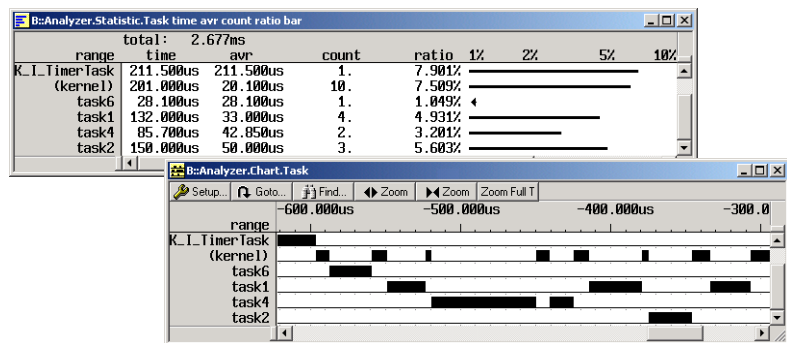 B::Analyzer.Statistic.Task time avr count ratio bar
total: 2.677ms
range time avr count ratio 1% 2% 5% 10%
K_I_TimerTask 211.500us 211.500us 1. 7.901%
(kernel) 201.000us 20.100us 10. 7.509%
task6 28.100us 28.100us 1. 1.049%
task1 132.000us 33.000us 4. 4.931%
task4 85.700us 42.850us 2. 3.201%
task2 150.000us 50.000us 3. 5.603%
B::Analyzer.Chart.Task
Setup... Goto... Find... Zoom Zoom Zoom Full T
-600.000us -500.000us -400.000us -300.0
range
K_I_TimerTask
(kernel)
task6
task1
task4
task2